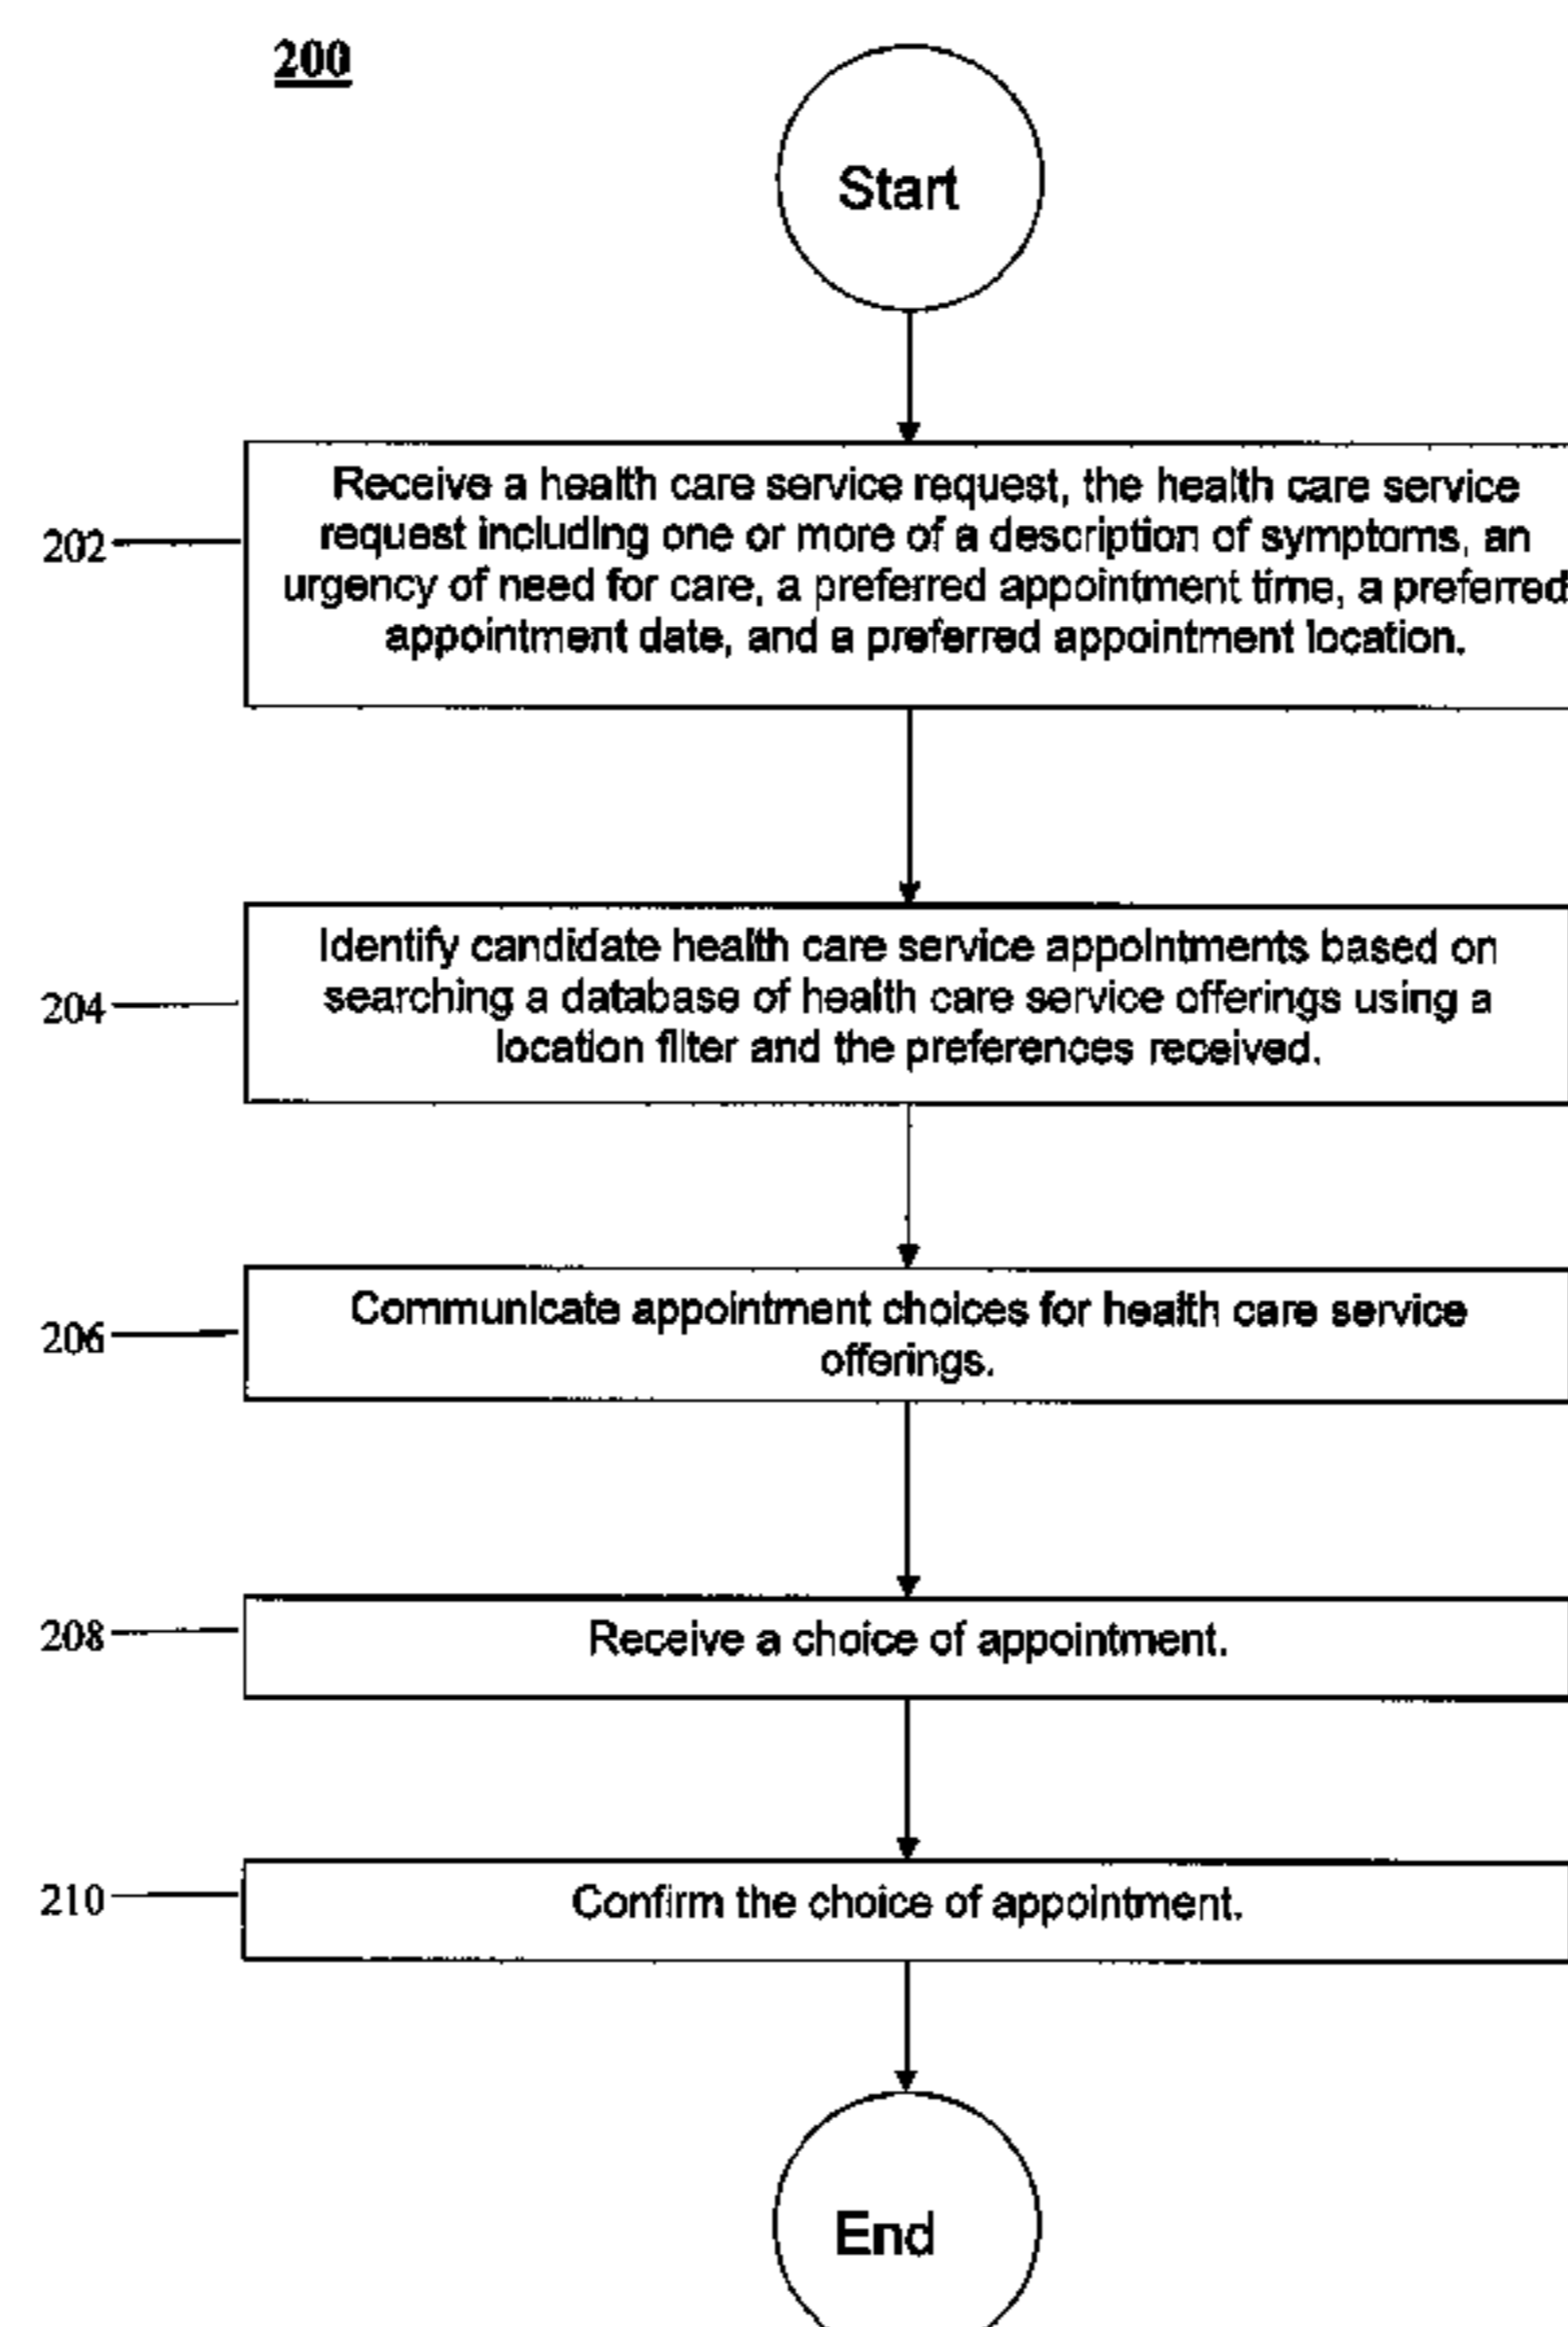 200
Start
202
Receive a health care service request, the health care service
request including one or more of a description of symptoms, an
urgency of need for care, a preferred appointment time, a preferred
appointment date, and a preferred appointment location.
204
Identify candidate health care service appointments based on
searching a database of health care service offerings using a
location filter and the preferences received.
206
Communicate appointment choices for health care service
offerings.
208
Receive a choice of appointment.
210
Confirm the choice of appointment.
End